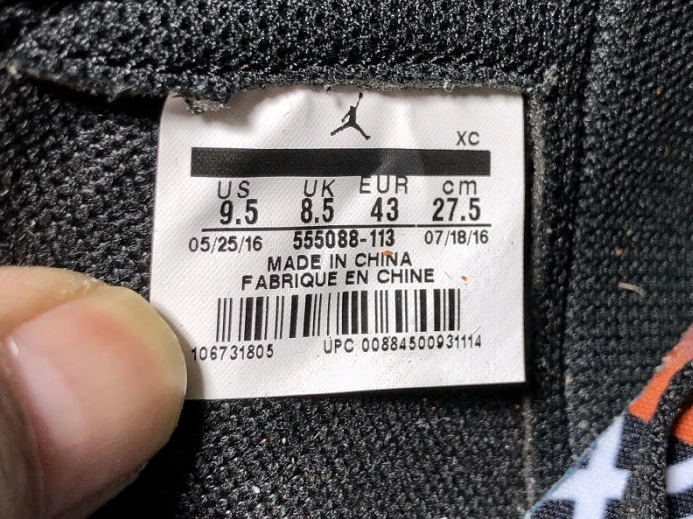 XC
US UK EUR cm
9.5 8.5 43 27.5
05/25/16 555088-113 07/18/16
MADE IN CHINA
FABRIQUE EN CHINE
106731805 UPC 00884500931114